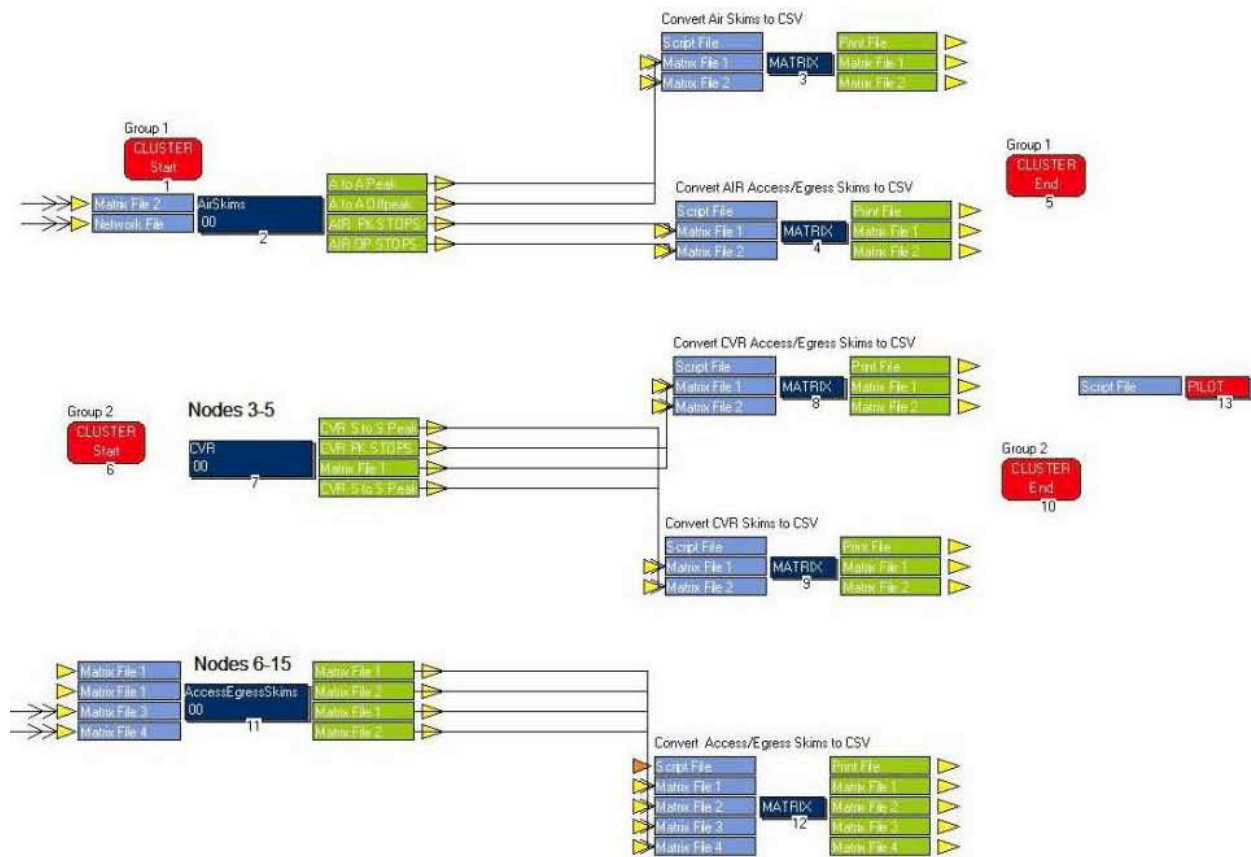 Convert Air Skims to CSV
Script File
Print File
Matrix File 1
MATRIX
Matrix File 1
Matrix File 2
3
Matrix File 2
Group 1
CLUSTER
Start
1
Group 1
CLUSTER
End
5
Matrix File 2
AirSkims
A to A Peak
Network File
00
A to A Offpeak
2
AIR PK STOPS
AIR OP STOPS
Convert AIR Access/Egress Skims to CSV
Script File
Print File
Matrix File 1
MATRIX
Matrix File 1
Matrix File 2
4
Matrix File 2
Convert CVR Access/Egress Skims to CSV
Script File
Print File
Matrix File 1
MATRIX
Matrix File 1
Matrix File 2
8
Matrix File 2
Script File
PILOT
13
Group 2
CLUSTER
Start
6
Nodes 3-5
CVR
00
7
CVR S to S Peak
CVR PK STOPS
Matrix File 1
CVR S to S Peak
Group 2
CLUSTER
End
10
Convert CVR Skims to CSV
Script File
Print File
Matrix File 1
MATRIX
Matrix File 1
Matrix File 2
9
Matrix File 2
Nodes 6-15
Matrix File 1
Matrix File 1
Matrix File 1
AccessEgressSkims
Matrix File 2
Matrix File 3
00
Matrix File 1
Matrix File 4
11
Matrix File 2
Convert Access/Egress Skims to CSV
Script File
Print File
Matrix File 1
Matrix File 1
Matrix File 2
MATRIX
Matrix File 2
Matrix File 3
12
Matrix File 3
Matrix File 4
Matrix File 4